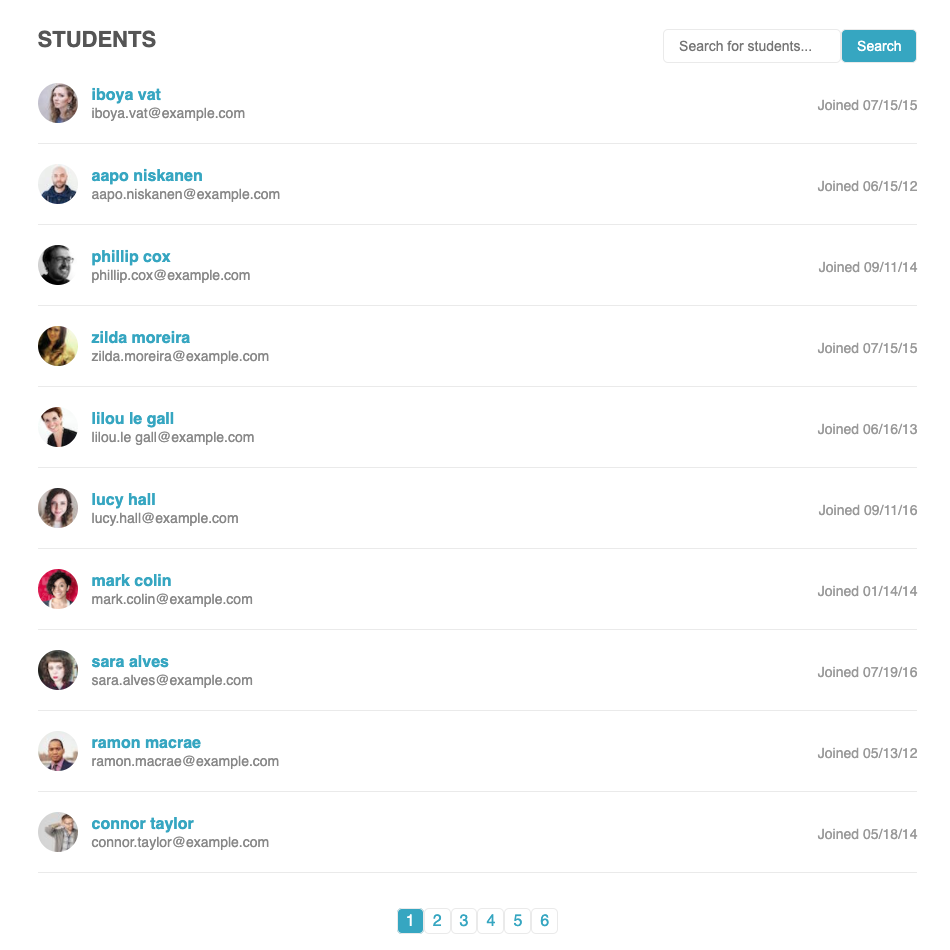 STUDENTS
Search for students... Search
iboya vat
iboya.vat@example.com
Joined 07/15/15
aapo niskanen
aapo.niskanen@example.com
Joined 06/15/12
phillip cox
phillip.cox@example.com
Joined 09/11/14
zilda moreira
zilda.moreira@example.com
Joined 07/15/15
lilou le gall
lilou.le gall@example.com
Joined 06/16/13
lucy hall
lucy.hall@example.com
Joined 09/11/16
mark colin
mark.colin@example.com
Joined 01/14/14
sara alves
sara.alves@example.com
Joined 07/19/16
ramon macrae
ramon.macrae@example.com
Joined 05/13/12
connor taylor
connor.taylor@example.com
Joined 05/18/14
1 2 3 4 5 6